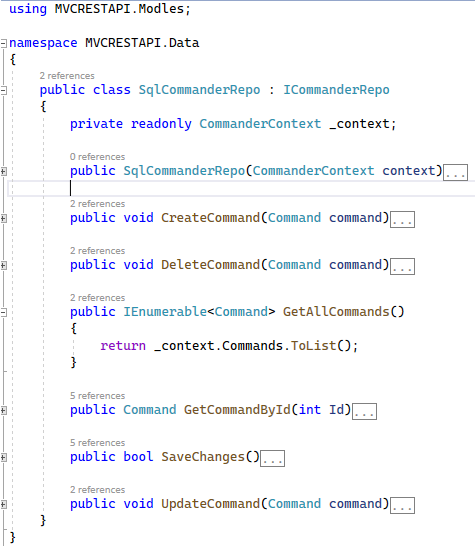 using MVCRESTAPI.Modles;
namespace MVCRESTAPI.Data
{
2 references
public class SqlCommanderRepo : ICommanderRepo
{
private readonly CommanderContext _context;
0 references
public SqlCommanderRepo(CommanderContext context)...
2 references
public void CreateCommand(Command command)...
2 references
public void DeleteCommand(Command command)...
2 references
public IEnumerable<Command> GetAllCommands()
{
return _context.Commands.ToList();
}
5 references
public Command GetCommandById(int Id)...
5 references
public bool SaveChanges()...
2 references
public void UpdateCommand(Command command)...
}
}